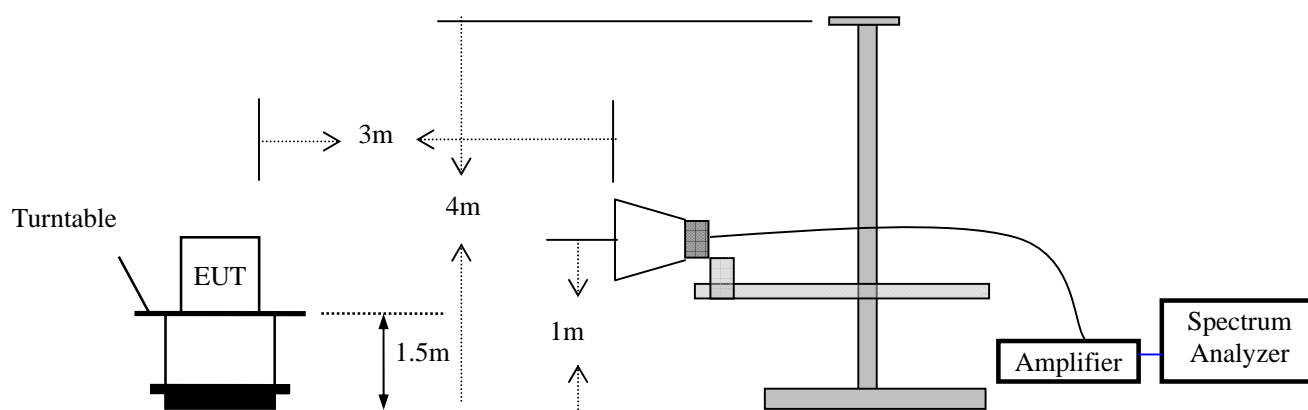 3m
4m
Turntable
EUT
1m
1.5m
Spectrum
Analyzer
Amplifier